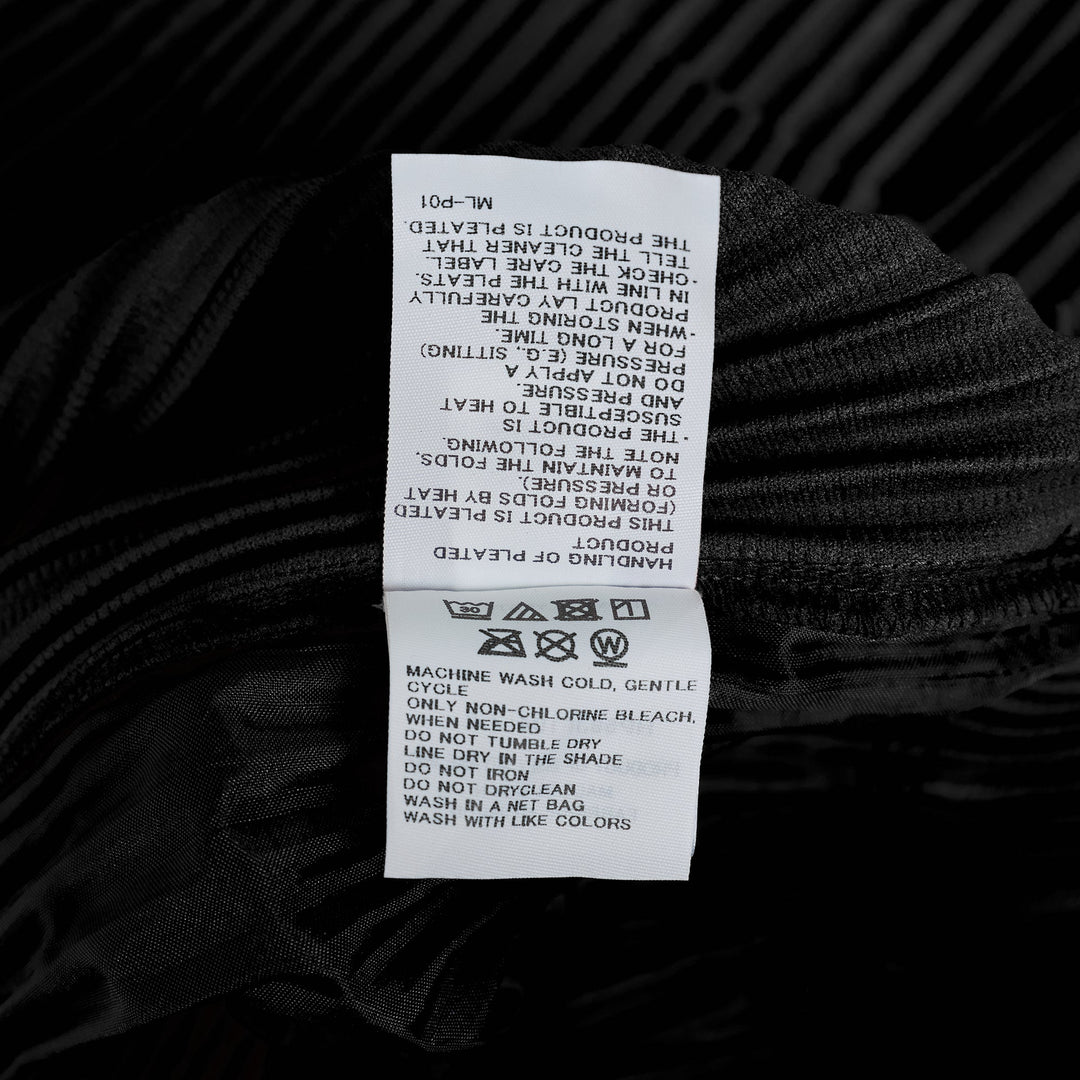 HANDLING OF PLEATED
PRODUCT
THIS PRODUCT IS PLEATED
(FORMING FOLDS BY HEAT
OR PRESSURE).
TO MAINTAIN THE FOLDS,
NOTE THE FOLLOWING.
・THE PRODUCT IS
SUSCEPTIBLE TO HEAT
AND PRESSURE.
DO NOT APPLY A
PRESSURE (E.G., SITTING)
FOR A LONG TIME.
・WHEN STORING THE
PRODUCT LAY CAREFULLY
IN LINE WITH THE PLEATS.
・CHECK THE CARE LABEL.
TELL THE CLEANER THAT
THE PRODUCT IS PLEATED.
ML-P01
30
W
MACHINE WASH COLD, GENTLE
CYCLE
ONLY NON-CHLORINE BLEACH,
WHEN NEEDED
DO NOT TUMBLE DRY
LINE DRY IN THE SHADE
DO NOT IRON
DO NOT DRYCLEAN
WASH IN A NET BAG
WASH WITH LIKE COLORS